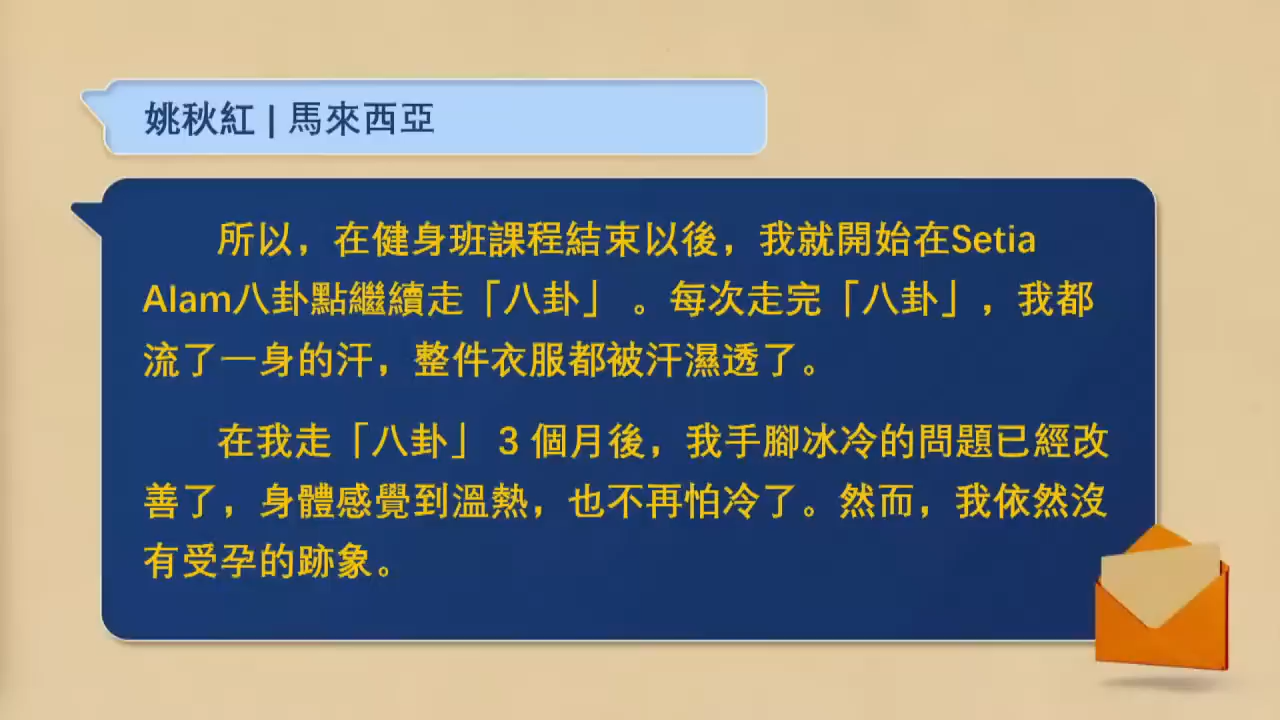 姚秋紅 | 馬來西亞
所以，在健身班課程結束以後，我就開始在Setia
Alam八卦點繼續走「八卦」 。每次走完「八卦」，我都
流了一身的汗，整件衣服都被汗濕透了。
在我走「八卦」 3 個月後，我手腳冰冷的問題已經改
善了，身體感覺到溫熱，也不再怕冷了。然而，我依然沒
有受孕的跡象。